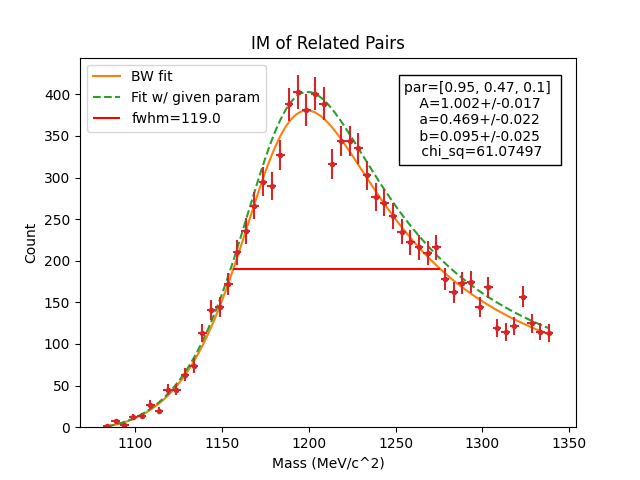 IM of Related Pairs
BW fit
Fit w/ given param
fwhm=119.0
par=[0.95, 0.47, 0.1]
A=1.002+/-0.017
a=0.469+/-0.022
b=0.095+/-0.025
chi_sq=61.07497
Count
400
350
300
250
200
150
100
50
0
1100
1150
1200
1250
1300
1350
Mass (MeV/c^2)